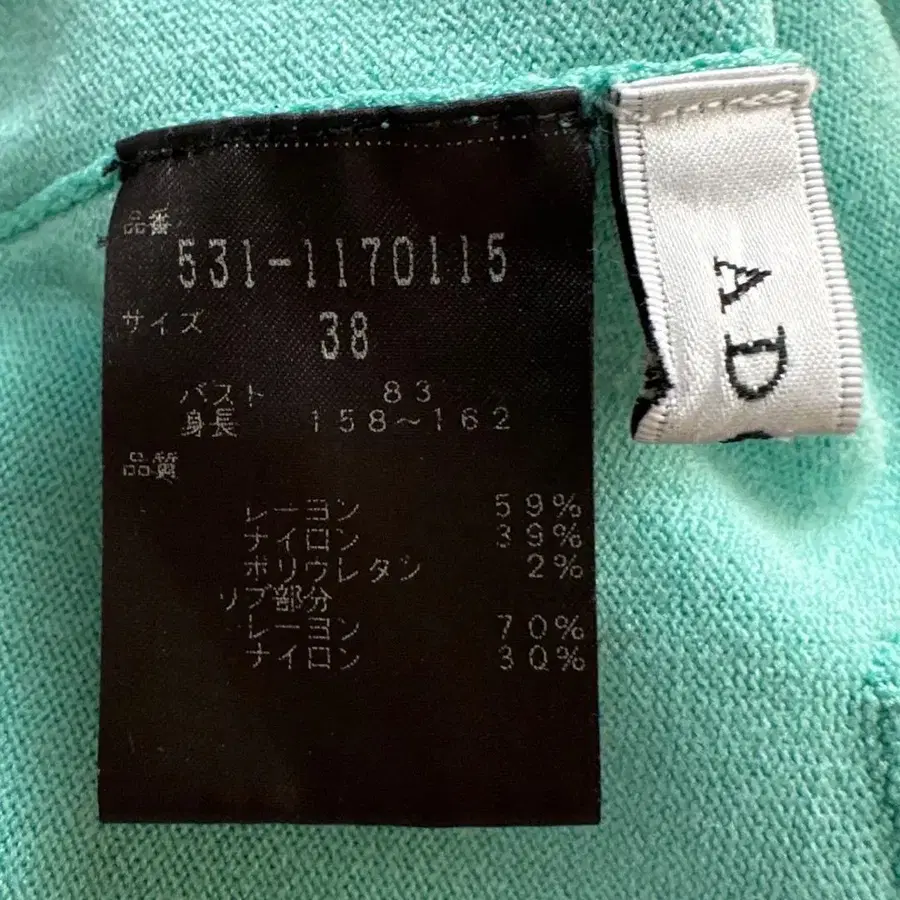 品番
531-1170115
サイズ 38
バスト 83
身長 158～162
品質
レーヨン 59%
ナイロン 39%
ポリウレタン 2%
リブ部分
レーヨン 70%
ナイロン 30%
AD